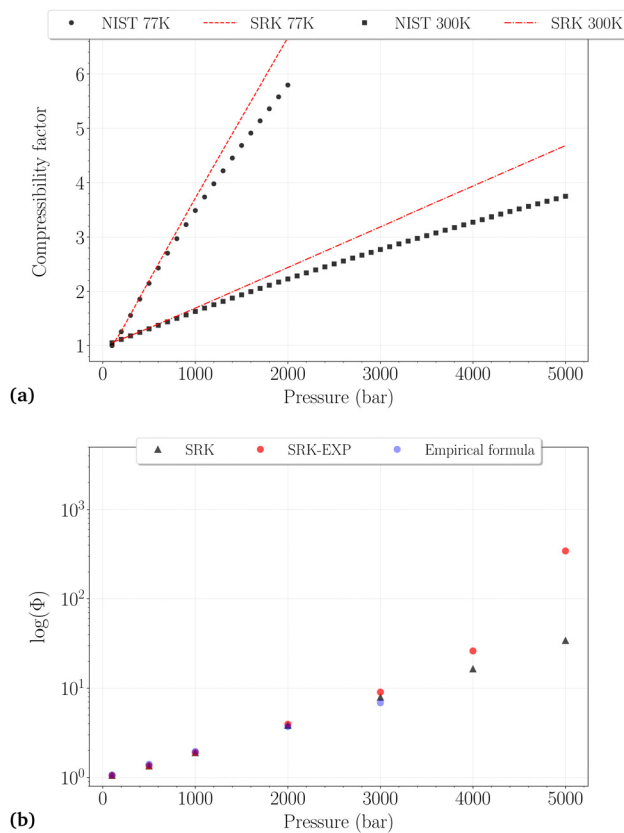 NIST 77K SRK 77K NIST 300K SRK 300K
6
5
4
3
2
1
Compressibility factor
0 1000 2000 3000 4000 5000
Pressure (bar)
(a)
SRK SRK-EXP Empirical formula
10³
10²
10¹
10⁰
log(Φ)
0 1000 2000 3000 4000 5000
Pressure (bar)
(b)